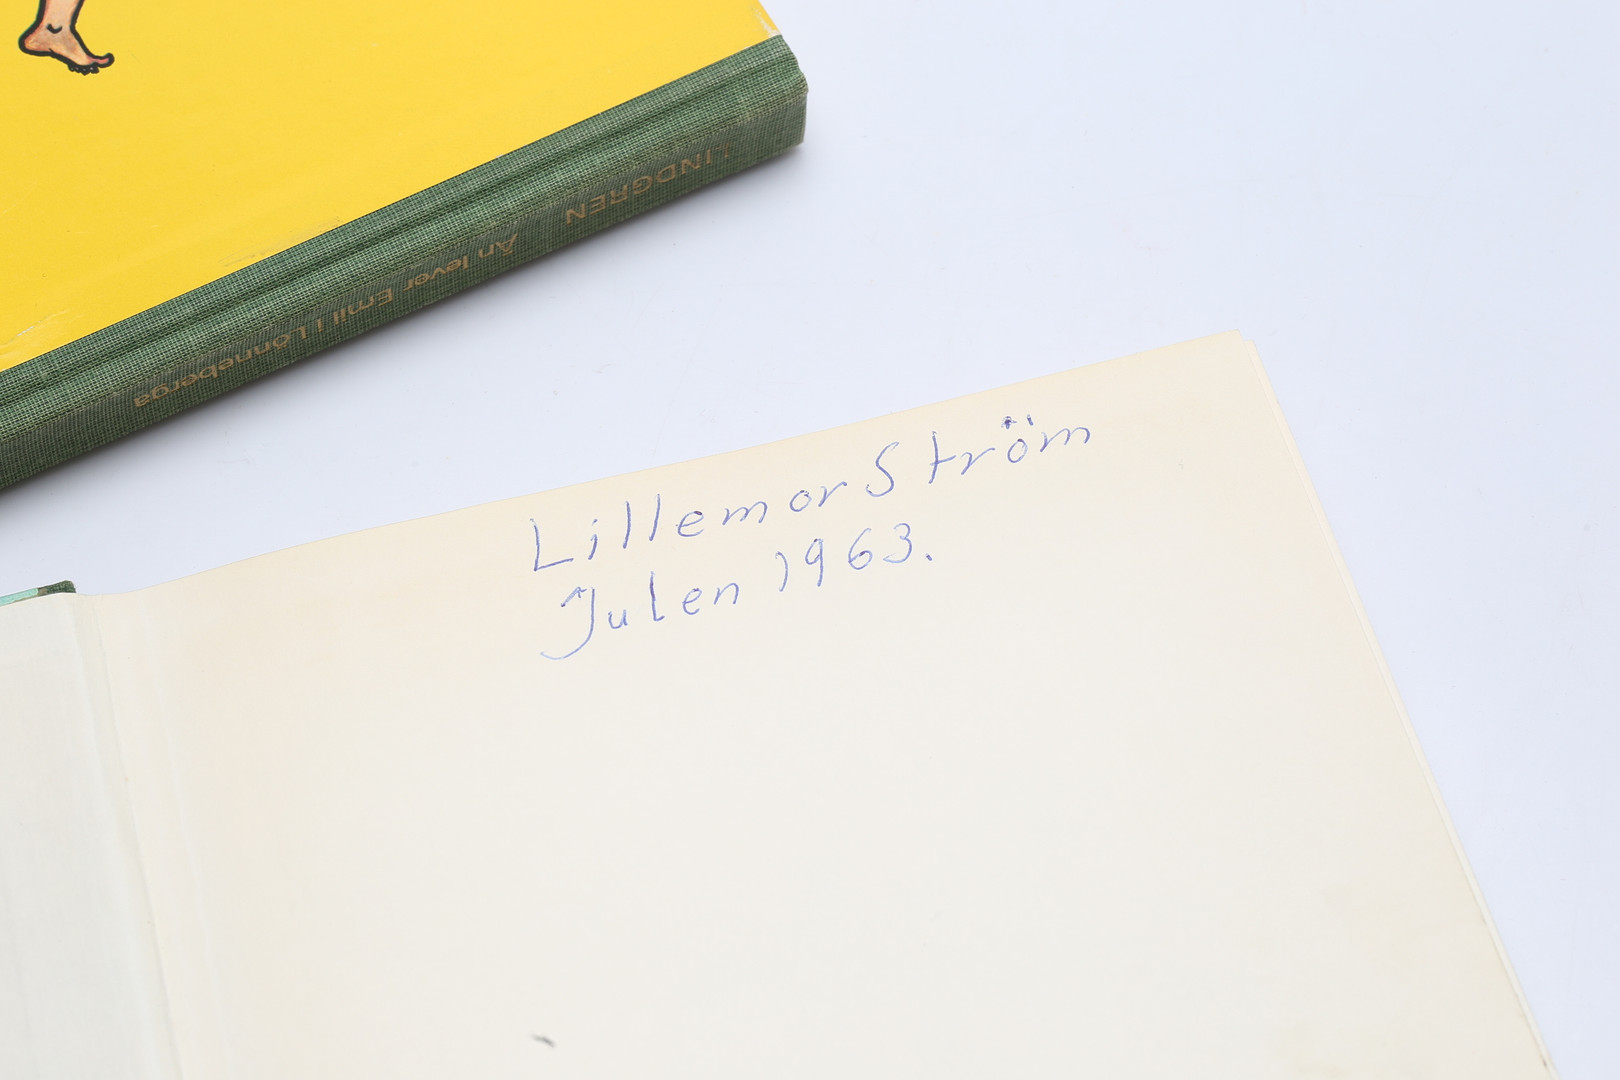 LINDGREN Än lever Emil i Lönneberga
Lillemor Ström
Julen 1963.